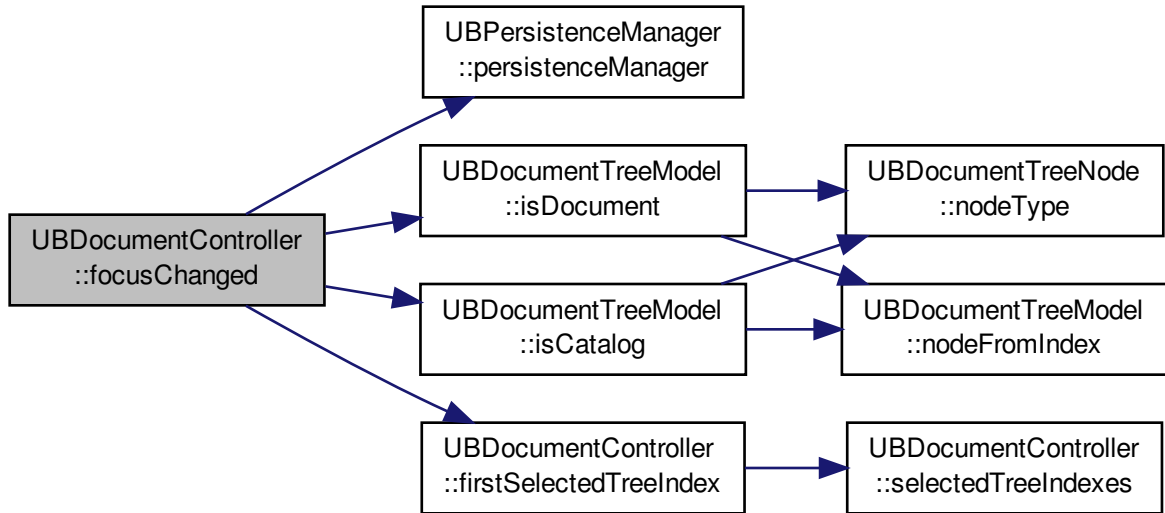 UBPersistenceManager
::persistenceManager
UBDocumentTreeModel
::isDocument
UBDocumentTreeNode
::nodeType
UBDocumentController
::focusChanged
UBDocumentTreeModel
::isCatalog
UBDocumentTreeModel
::nodeFromIndex
UBDocumentController
::firstSelectedTreeIndex
UBDocumentController
::selectedTreeIndexes